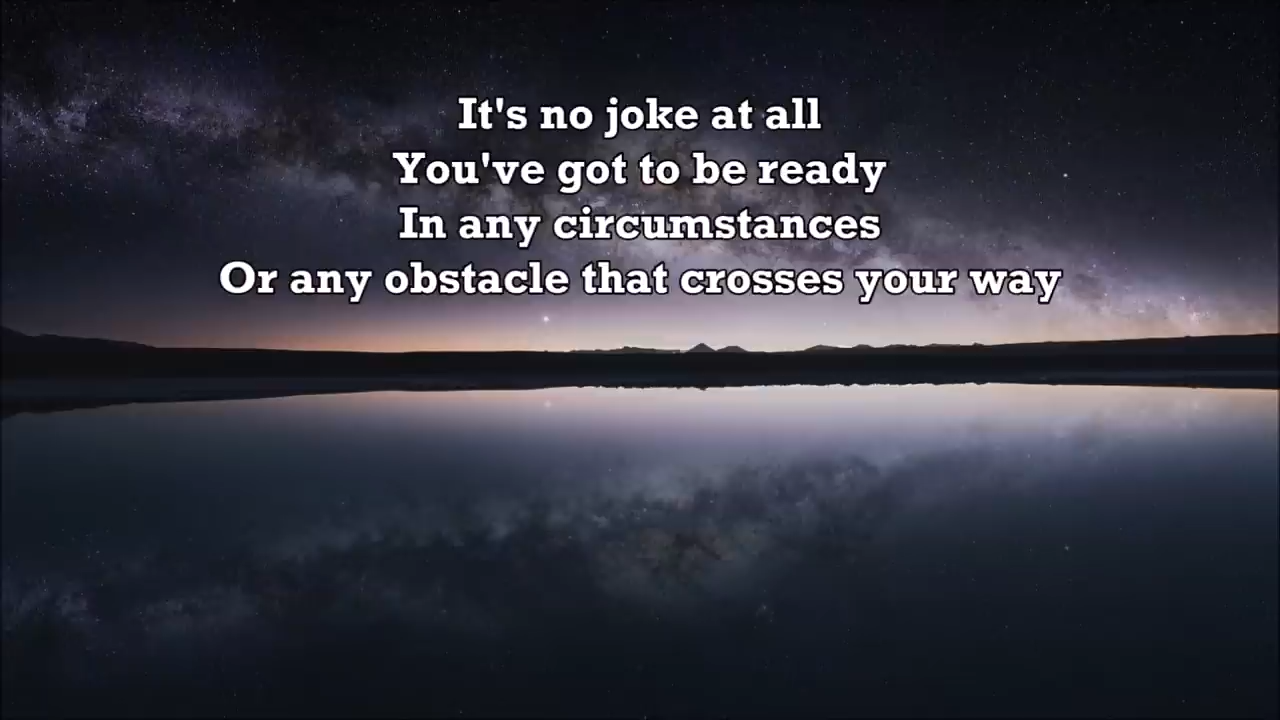 It's no joke at all
You've got to be ready
In any circumstances
Or any obstacle that crosses your way